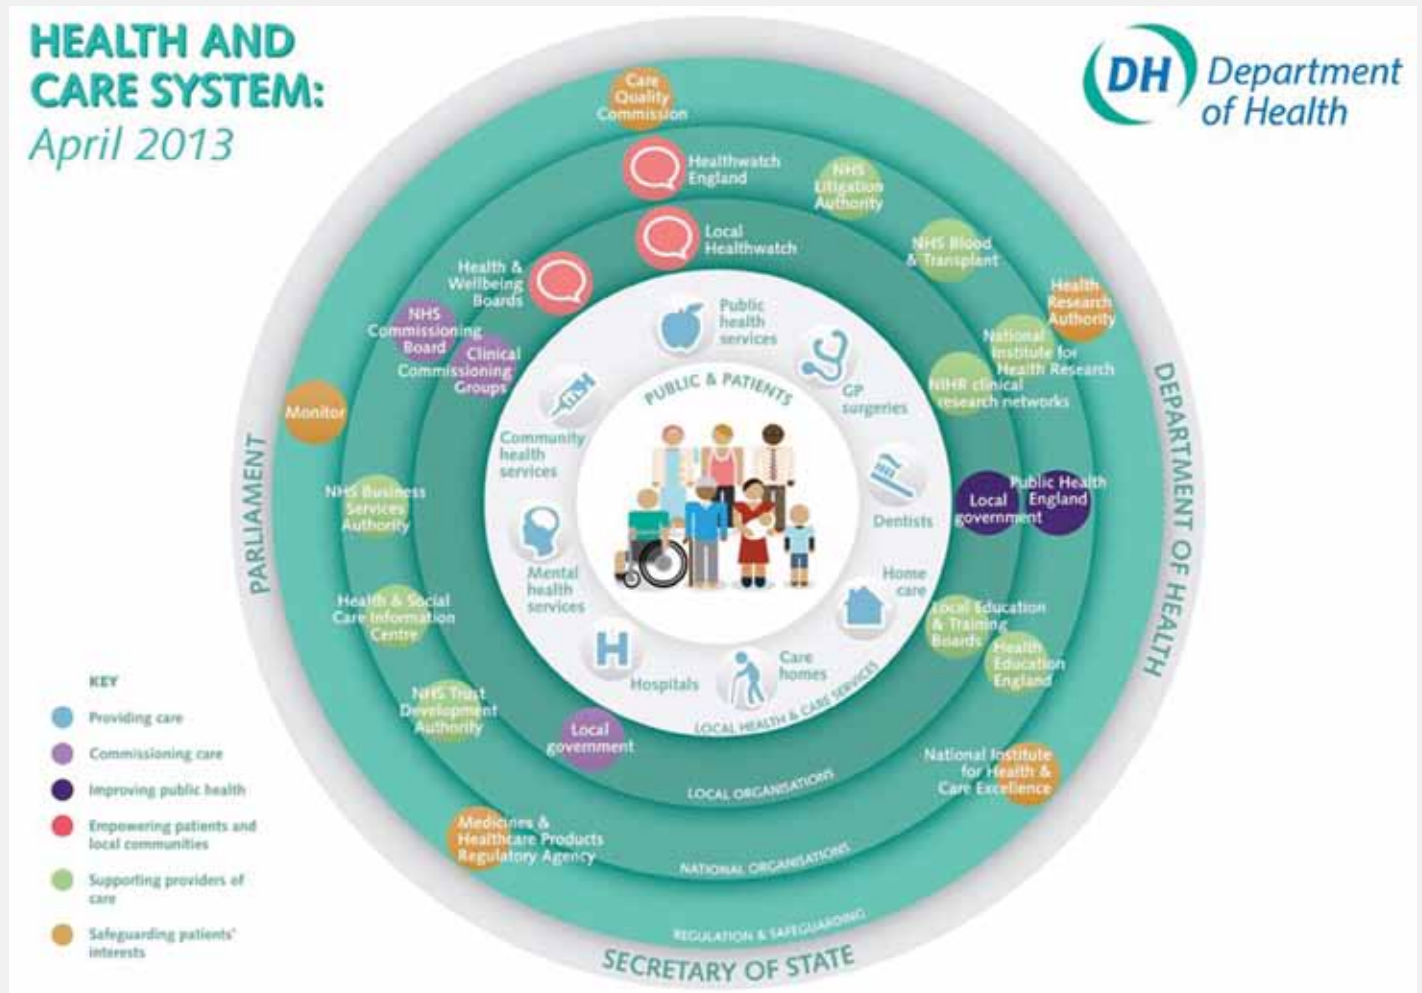 HEALTH AND
CARE SYSTEM:
April 2013
DH
Department
of Health
Care
Quality
Commission
Healthwatch
England
NHS
Litigation
Authority
Local
Healthwatch
NHS Blood
& Transplant
Health &
Wellbeing
Boards
Health
Research
Authority
NHS
Commissioning
Board
Clinical
Commissioning
Groups
National
Institute for
Health Research
NIHR clinical
research networks
Public
health
services
GP
surgeries
PUBLIC & PATIENTS
Monitor
Community
health
services
PARLIAMENT
DEPARTMENT OF HEALTH
NHS Business
Services
Authority
Dentists
Local
government
Public Health
England
Mental
health
services
Home
care
Health & Social
Care Information
Centre
Local Education
& Training
Boards
Health
Education
England
H
Hospitals
Care
homes
LOCAL HEALTH & CARE SERVICES
NHS Trust
Development
Authority
Local
government
National Institute
for Health &
Care Excellence
LOCAL ORGANISATIONS
Medicines &
Healthcare Products
Regulatory Agency
NATIONAL ORGANISATIONS
REGULATION & SAFEGUARDING
SECRETARY OF STATE
KEY
Providing care
Commissioning care
Improving public health
Empowering patients and
local communities
Supporting providers of
care
Safeguarding patients'
interests